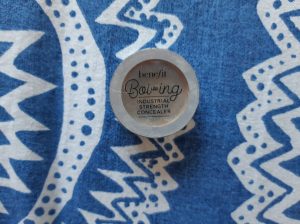 benefit
Boi-ing
INDUSTRIAL
STRENGTH
CONCEALER